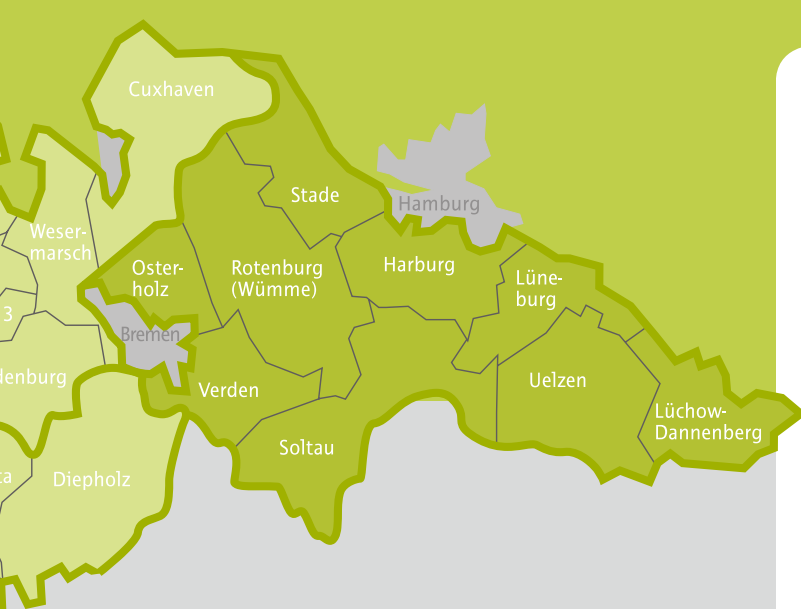 Cuxhaven
Stade
Hamburg
Weser-
marsch
Oster-
holz
Rotenburg
(Wümme)
Harburg
Lüne-
burg
3
Bremen
denburg
Verden
Uelzen
Lüchow-
Dannenberg
Soltau
ta
Diepholz